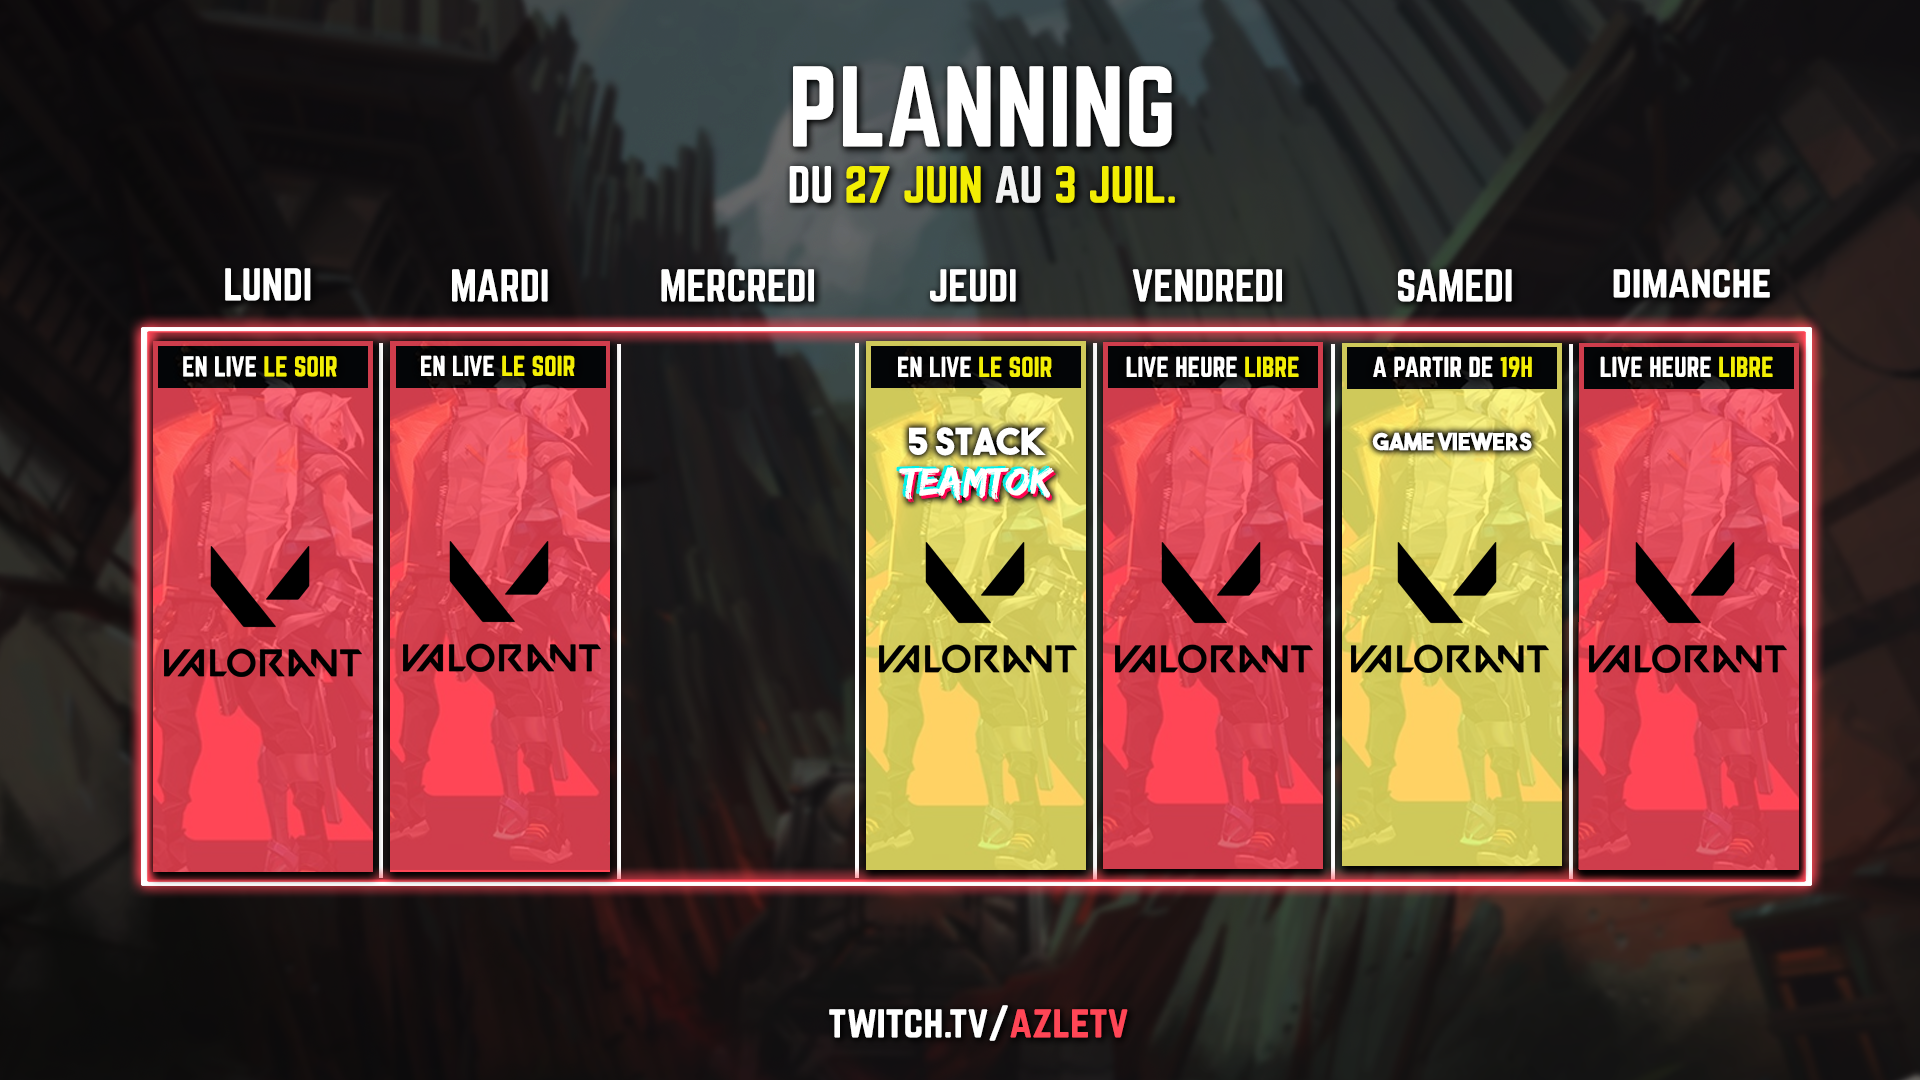 PLANNING
DU 27 JUIN AU 3 JUIL.
LUNDI
MARDI
MERCREDI
JEUDI
VENDREDI
SAMEDI
DIMANCHE
EN LIVE LE SOIR
VALORANT
EN LIVE LE SOIR
VALORANT
EN LIVE LE SOIR
5 STACK
TEAMTOK
VALORANT
LIVE HEURE LIBRE
VALORANT
A PARTIR DE 19H
GAME VIEWERS
VALORANT
LIVE HEURE LIBRE
VALORANT
TWITCH.TV/AZLETV